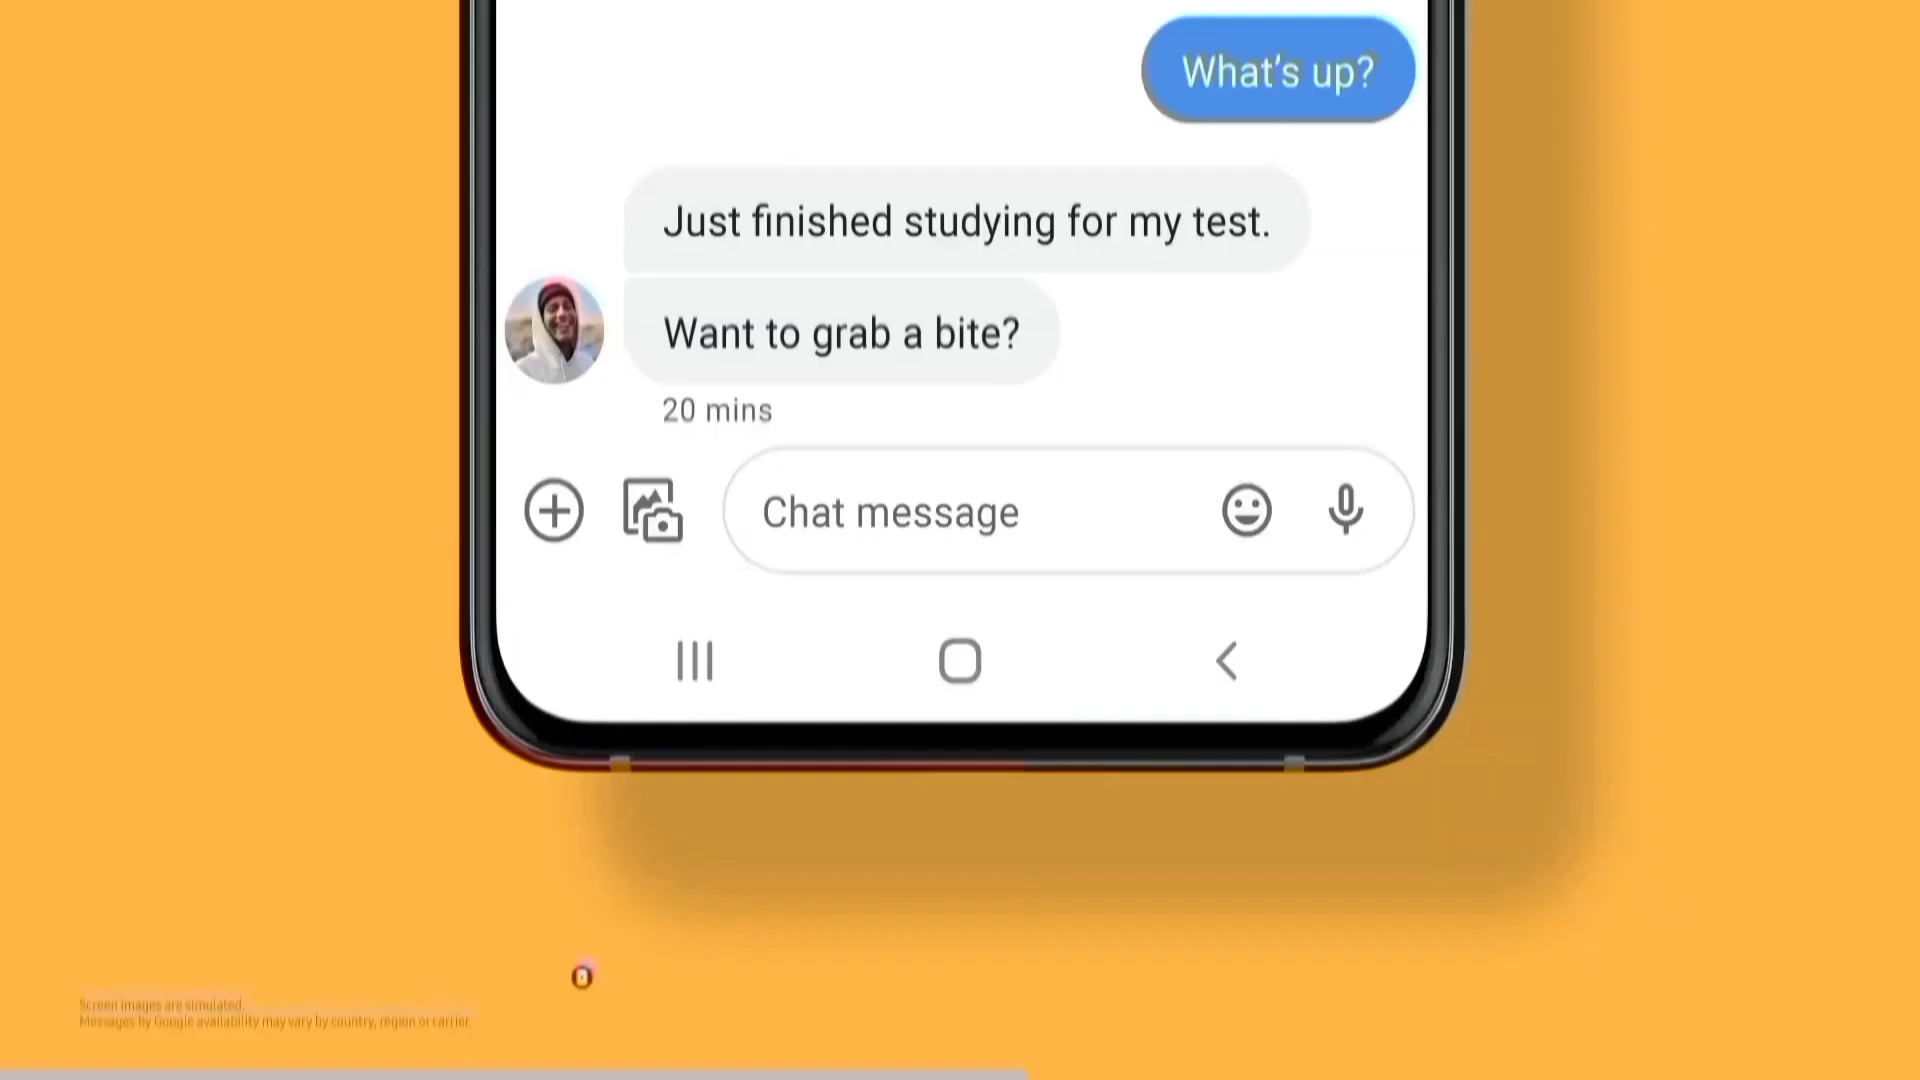 What's up?
Just finished studying for my test.
Want to grab a bite?
20 mins
Chat message
Screen images are simulated.
Messages by Google availability may vary by country, region or carrier.